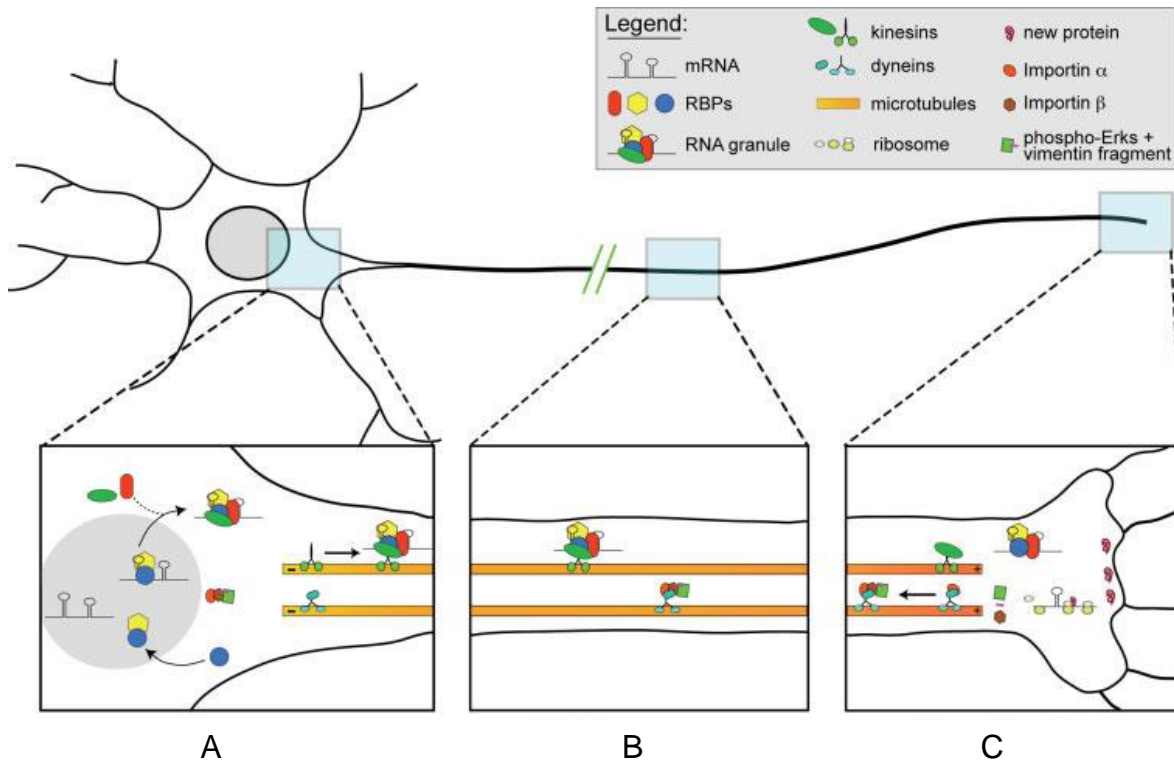 Legend:
mRNA
RBPs
RNA granule
kinesins
dyneins
microtubules
ribosome
new protein
Importin α
Importin β
phospho-Erks +
vimentin fragment
-
-
+
+
A
B
C